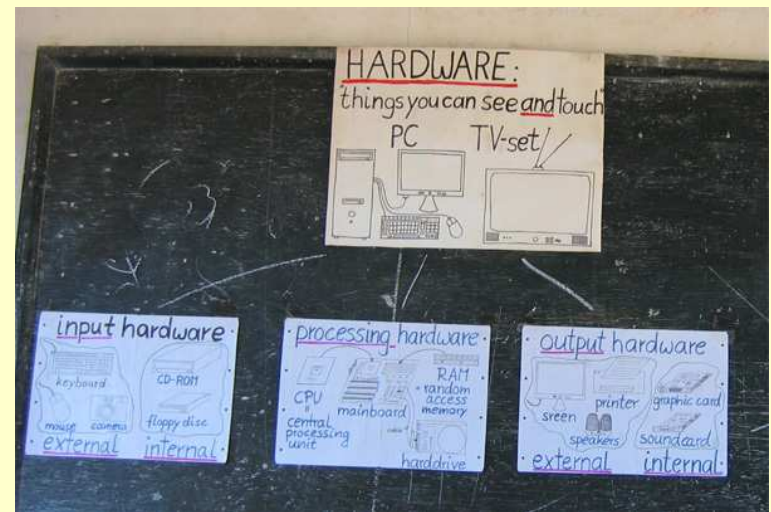 HARDWARE:
"things you can see and touch"
PC TV-set
input hardware
keyboard
CD-ROM
mouse camera
floppy disc
external internal
processing hardware
CPU
=
central
processing
unit
mainboard
RAM
= random
access
memory
cable
harddrive
output hardware
sreen
printer
speakers
graphic card
soundcard
external internal